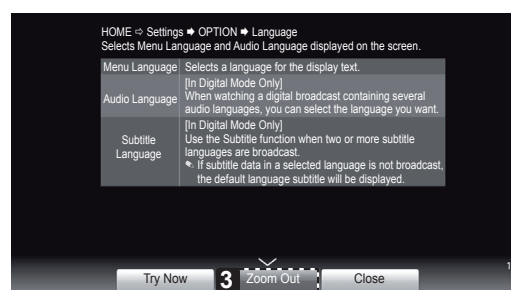 HOME ⇨ Settings ➡ OPTION ➡ Language
Selects Menu Language and Audio Language displayed on the screen.
Menu Language Selects a language for the display text.
Audio Language
[In Digital Mode Only]
When watching a digital broadcast containing several
audio languages, you can select the language you want.
Subtitle
Language
[In Digital Mode Only]
Use the Subtitle function when two or more subtitle
languages are broadcast.
✎ If subtitle data in a selected language is not broadcast,
the default language subtitle will be displayed.
1
Try Now 3 Zoom Out Close